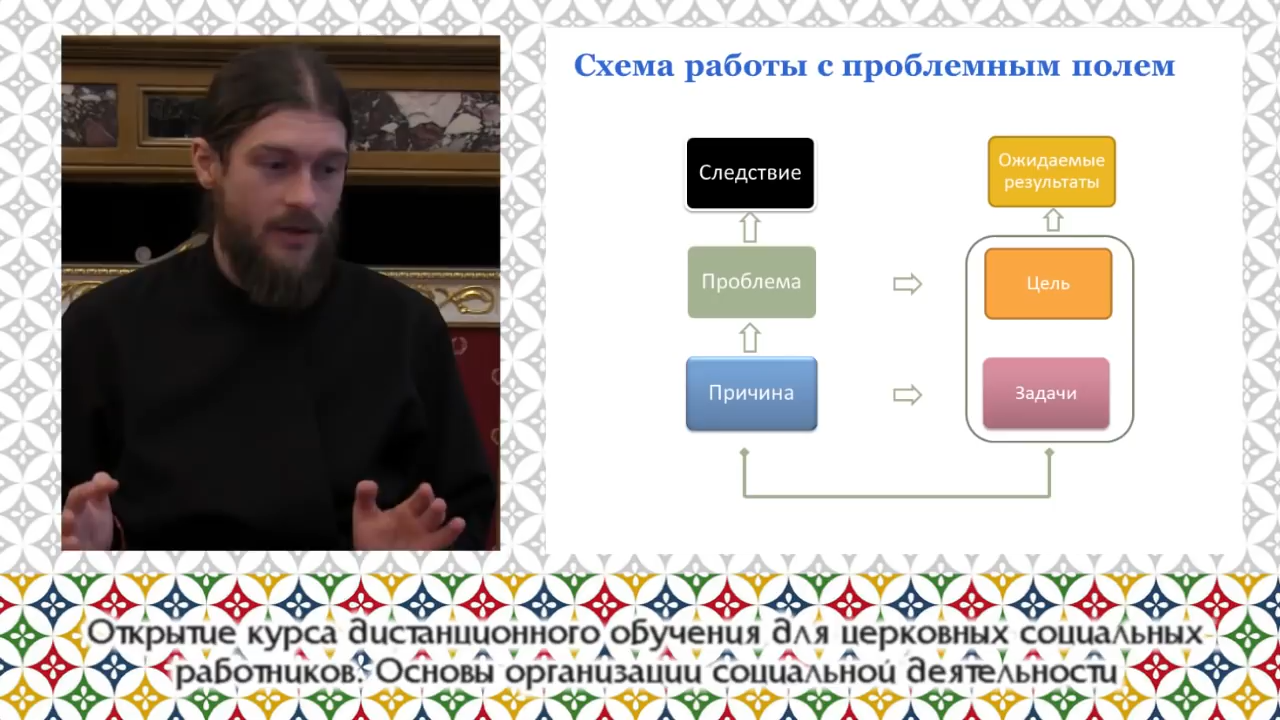 Схема работы с проблемным полем
Следствие
Ожидаемые
результаты
Проблема
Цель
Причина
Задачи
Открытие курса дистанционного обучения для церковных социальных
работников. Основы организации социальной деятельности